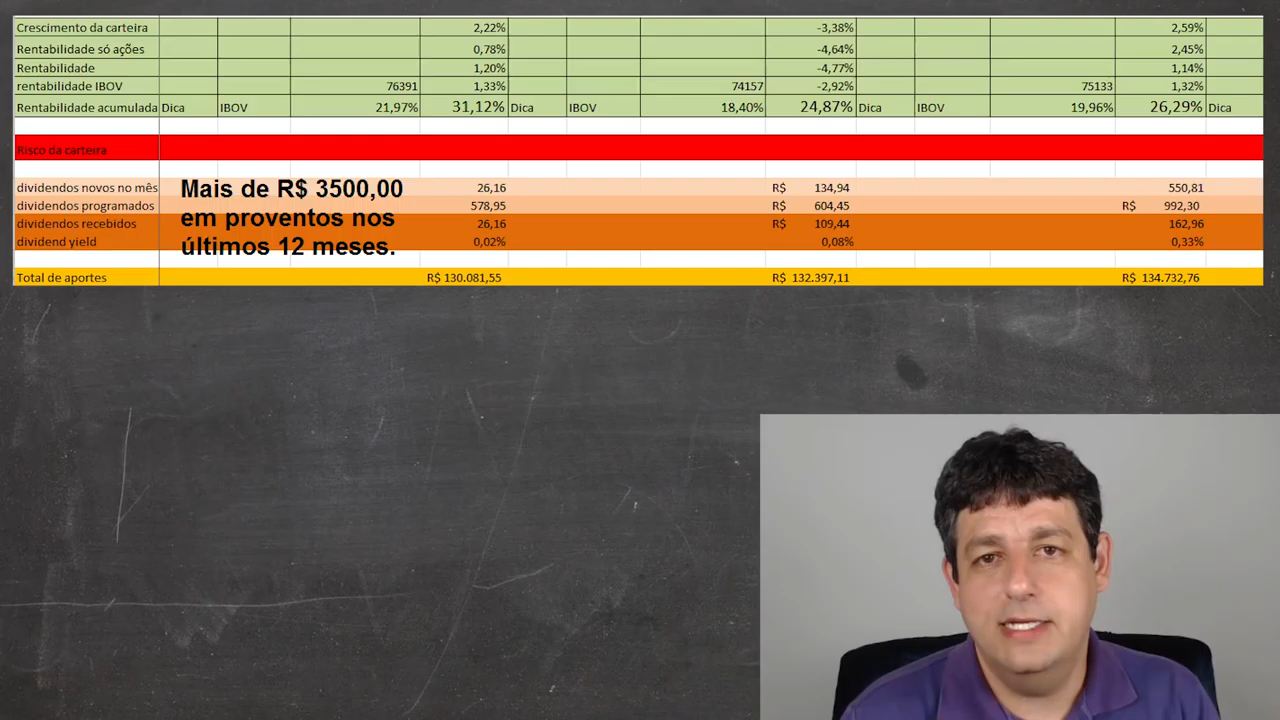 Crescimento da carteira 2,22% -3,38% 2,59%
Rentabilidade só ações 0,78% -4,64% 2,45%
Rentabilidade 1,20% -4,77% 1,14%
rentabilidade IBOV 76391 1,33% 74157 -2,92% 75133 1,32%
Rentabilidade acumulada Dica IBOV 21,97% 31,12% Dica IBOV 18,40% 24,87% Dica IBOV 19,96% 26,29% Dica
Risco da carteira
dividendos novos no mês 26,16 R$ 134,94 550,81
dividendos programados 578,95 R$ 604,45 R$ 992,30
dividendos recebidos 26,16 R$ 109,44 162,96
dividend yield 0,02% 0,08% 0,33%
Mais de R$ 3500,00
em proventos nos
últimos 12 meses.
Total de aportes R$ 130.081,55 R$ 132.397,11 R$ 134.732,76